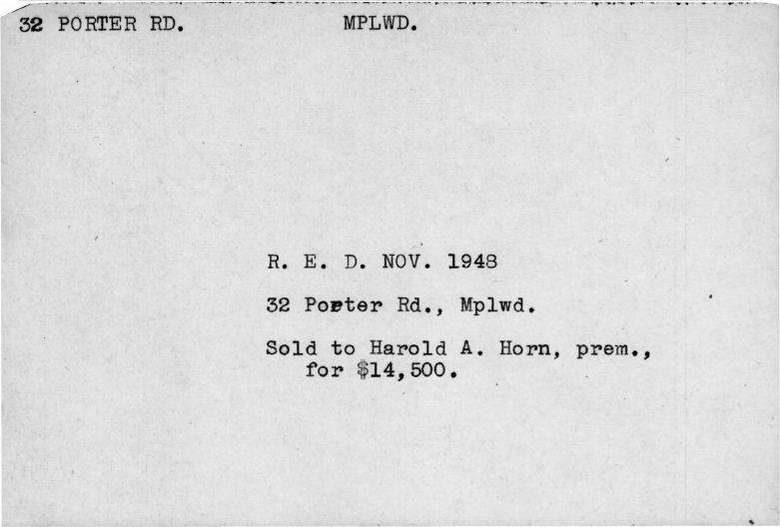 32 PORTER RD. MPLWD.
R. E. D. NOV. 1948
32 Porter Rd., Mplwd.
Sold to Harold A. Horn, prem.,
for $14,500.